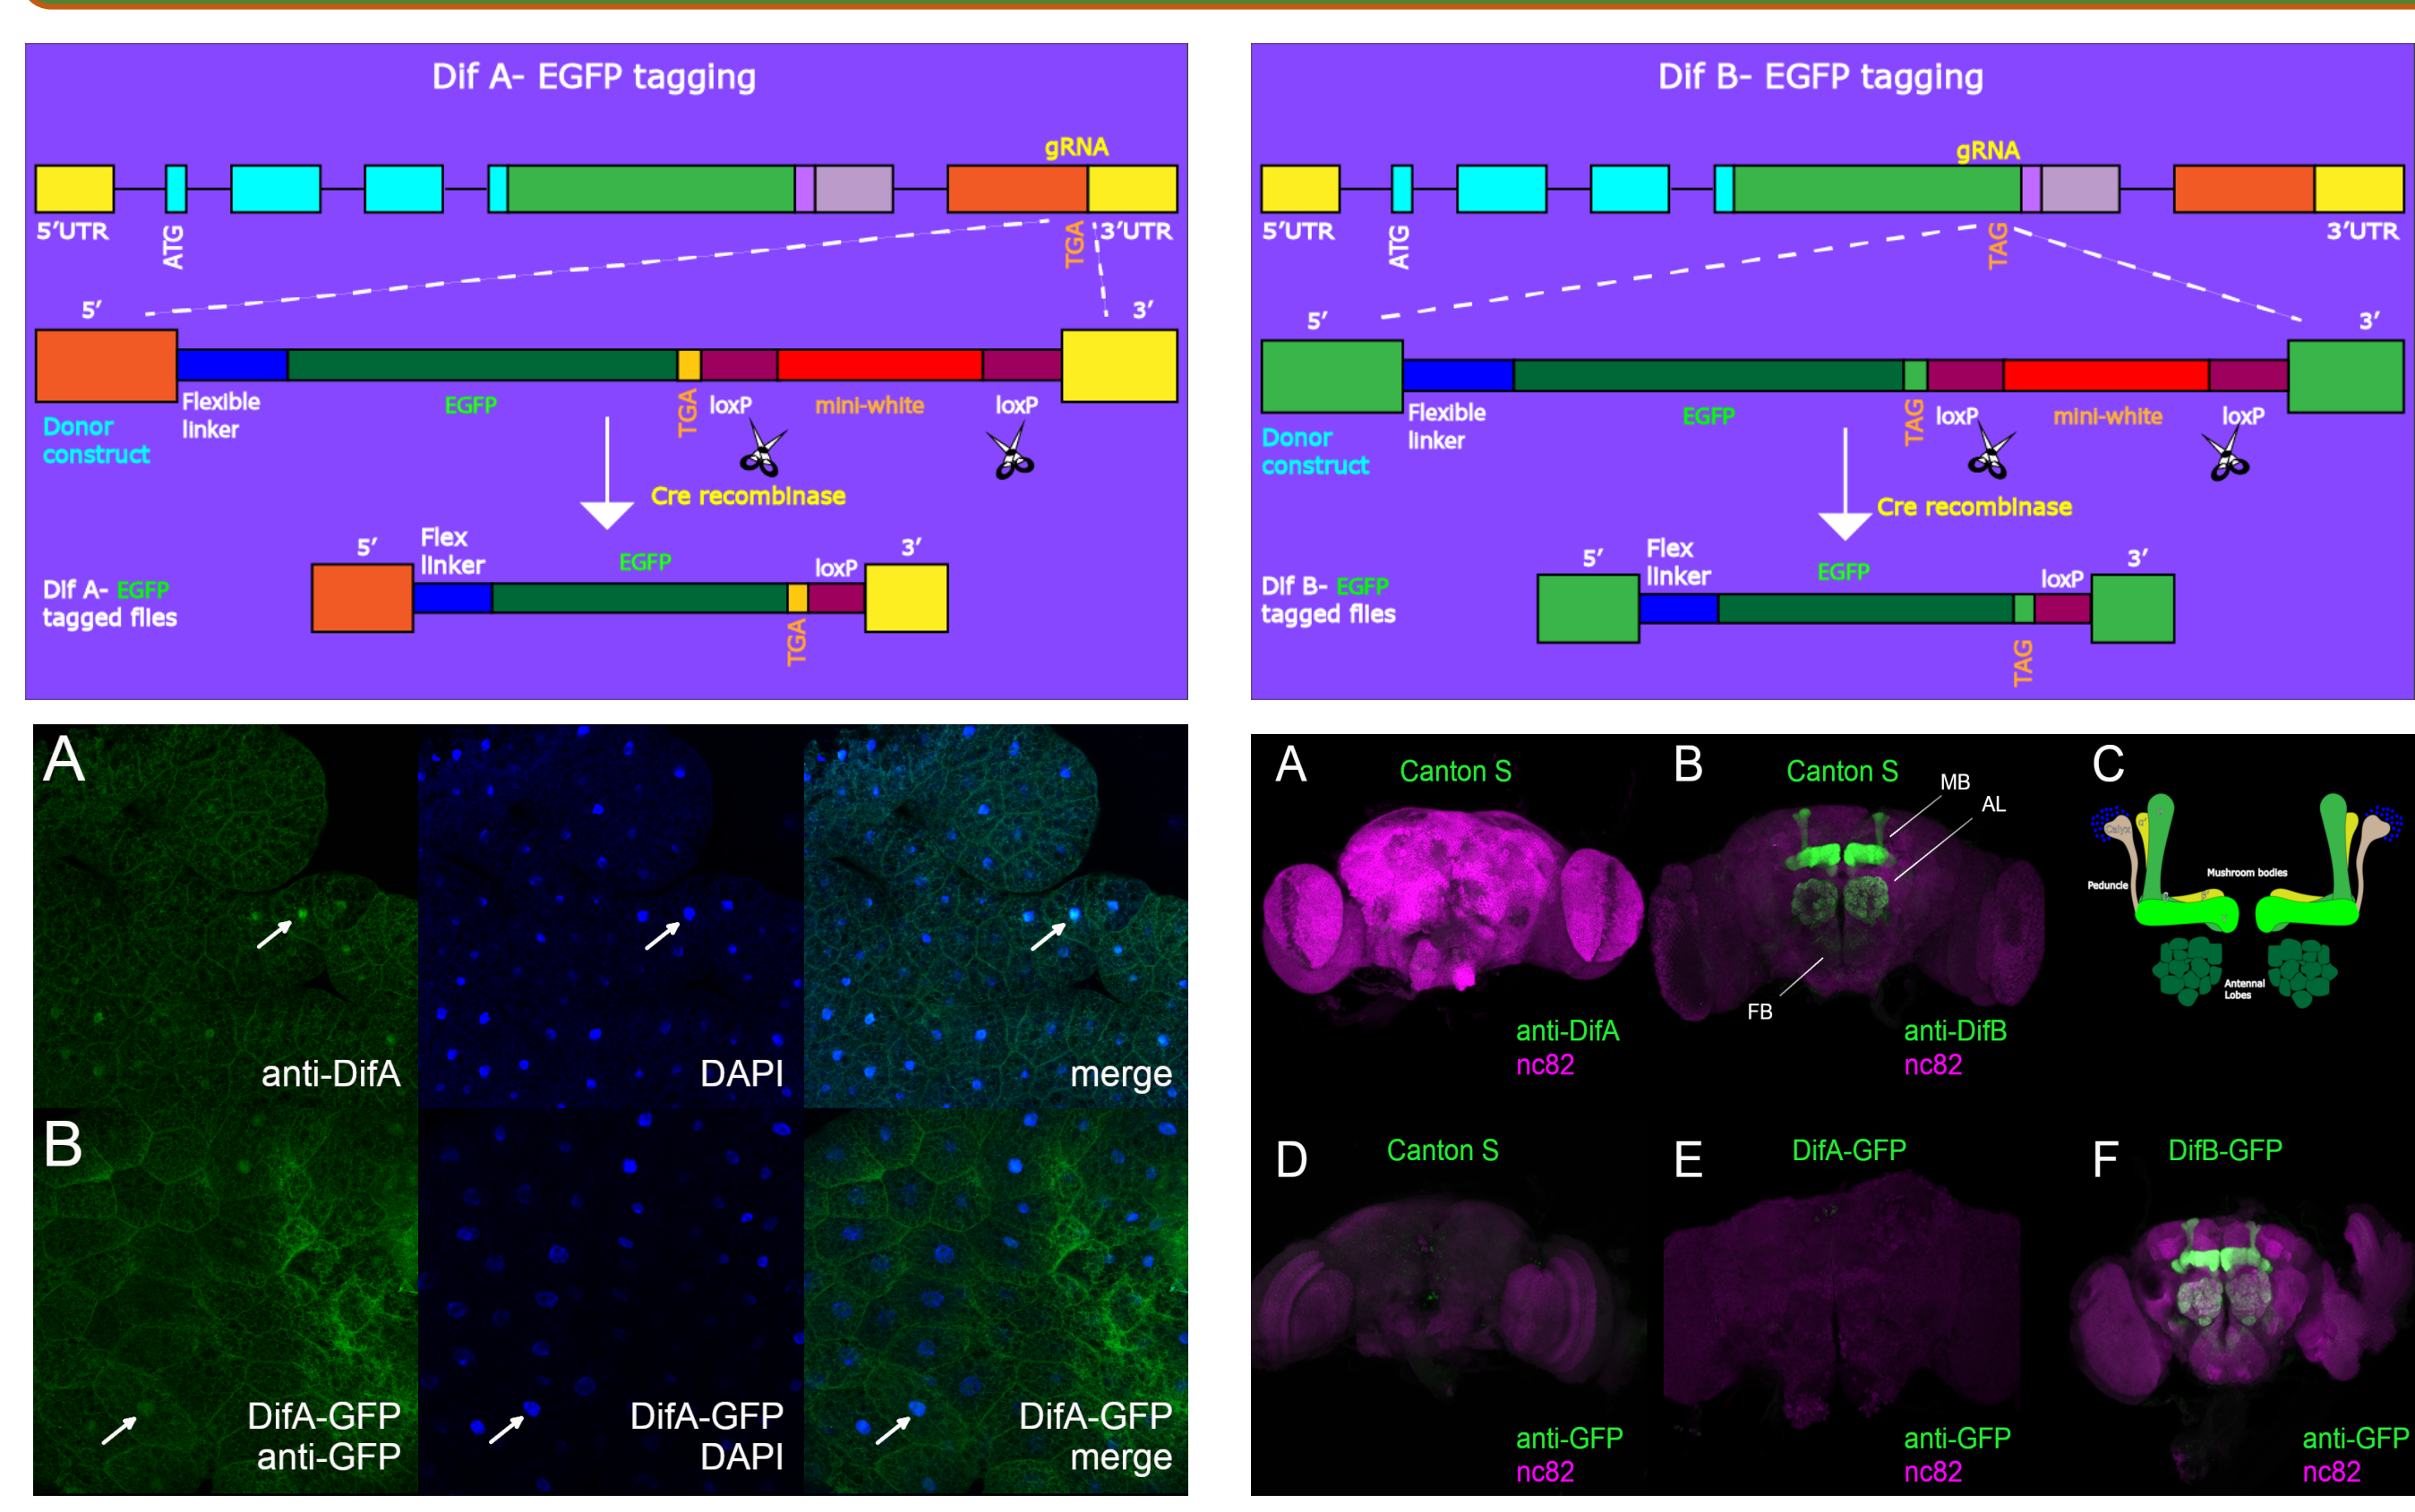 Dif A- EGFP tagging
gRNA
5'UTR
ATG
TGA
3'UTR
5'
3'
Donor
construct
Flexible
linker
EGFP
TGA
loxP
mini-white
loxP
Cre recombinase
Dif A- EGFP
tagged flies
5'
Flex
linker
EGFP
TGA
loxP
3'
Dif B- EGFP tagging
gRNA
5'UTR
ATG
TAG
3'UTR
5'
3'
Donor
construct
Flexible
linker
EGFP
TAG
loxP
mini-white
loxP
Cre recombinase
Dif B- EGFP
tagged flies
5'
Flex
linker
EGFP
TAG
loxP
3'
A
anti-DifA
DAPI
merge
B
DifA-GFP
anti-GFP
DifA-GFP
DAPI
DifA-GFP
merge
A
Canton S
anti-DifA
nc82
B
Canton S
MB
AL
FB
anti-DifB
nc82
C
Calyx
Peduncle
Mushroom bodies
Antennal
Lobes
D
Canton S
anti-GFP
nc82
E
DifA-GFP
anti-GFP
nc82
F
DifB-GFP
anti-GFP
nc82